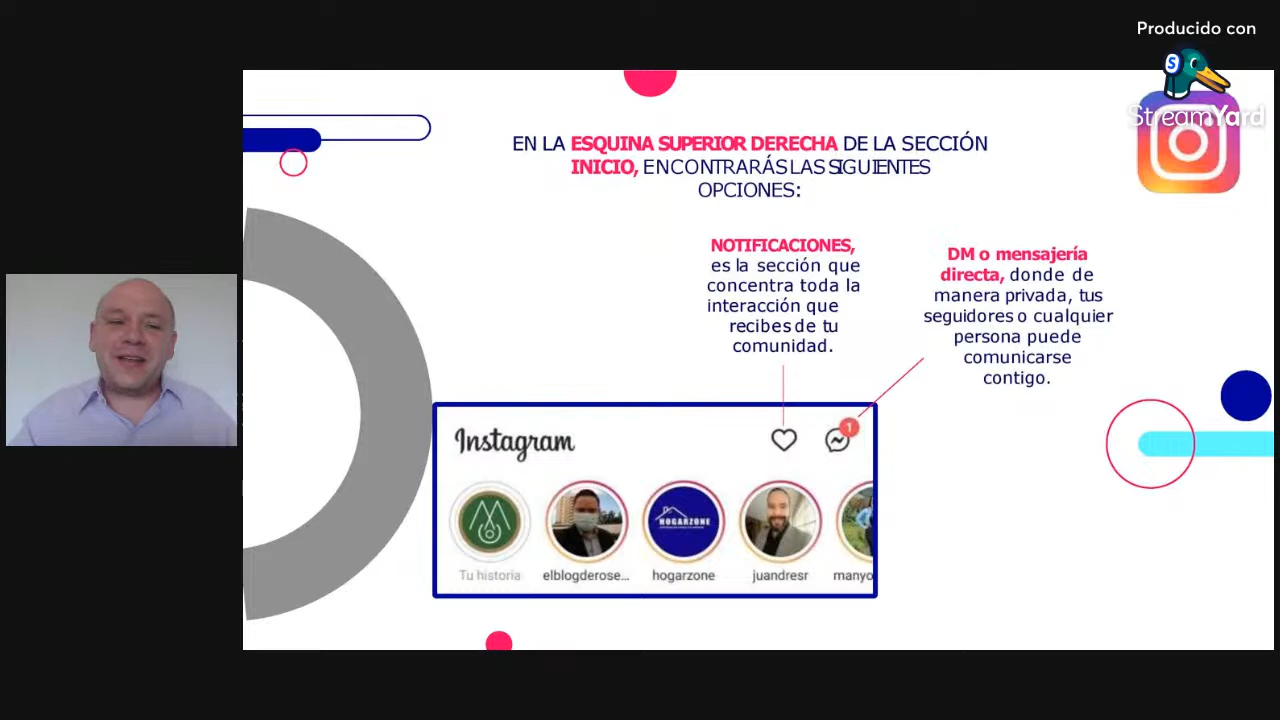 Producido con
StreamYard
EN LA ESQUINA SUPERIOR DERECHA DE LA SECCIÓN
INICIO, ENCONTRARÁS LAS SIGUIENTES
OPCIONES:
NOTIFICACIONES,
es la sección que
concentra toda la
interacción que
recibes de tu
comunidad.
DM o mensajería
directa, donde de
manera privada, tus
seguidores o cualquier
persona puede
comunicarse
contigo.
Instagram
1
HOGARZONE
Tu historia
elblogderose...
hogarzone
juandresr
manyo